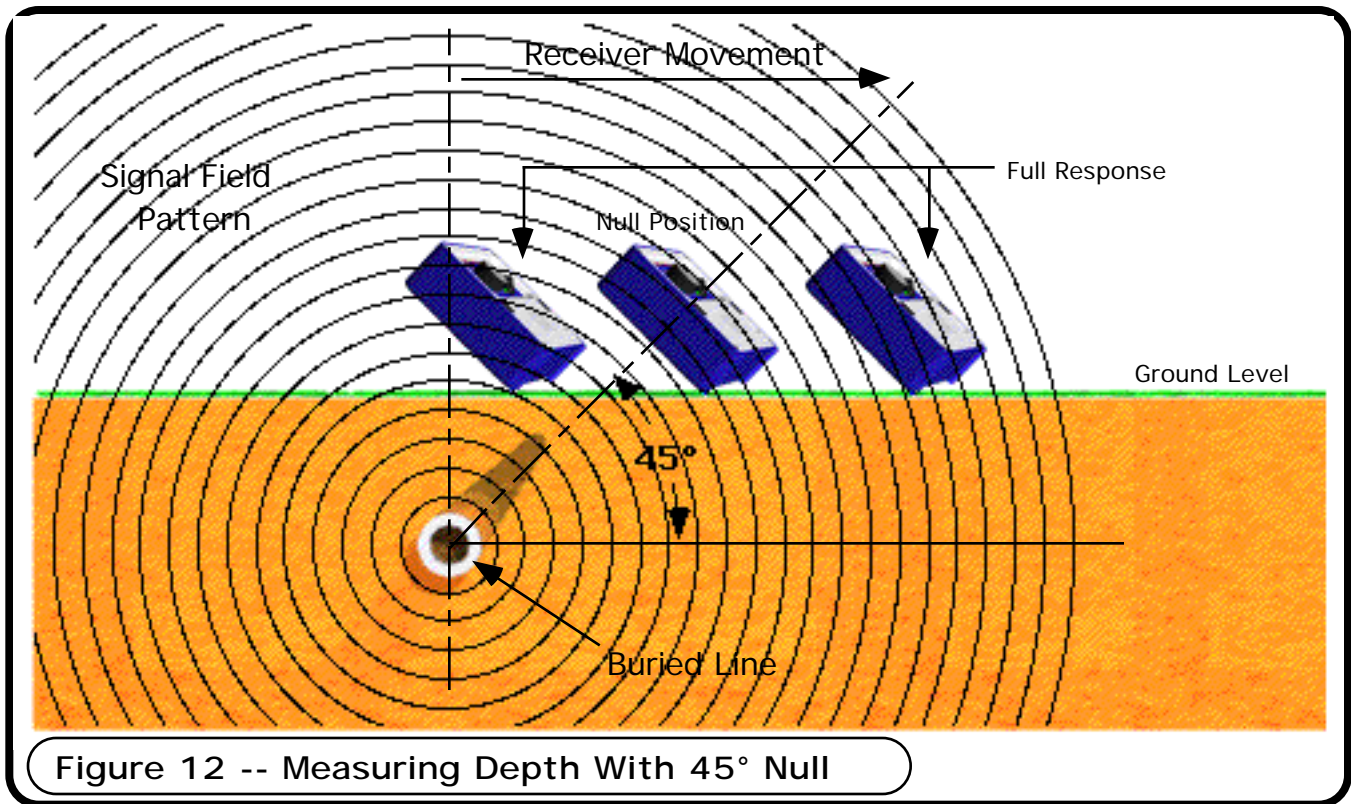 Receiver Movement
Signal Field
Pattern
Full Response
Null Position
Ground Level
45°
Buried Line
Figure 12 -- Measuring Depth With 45° Null